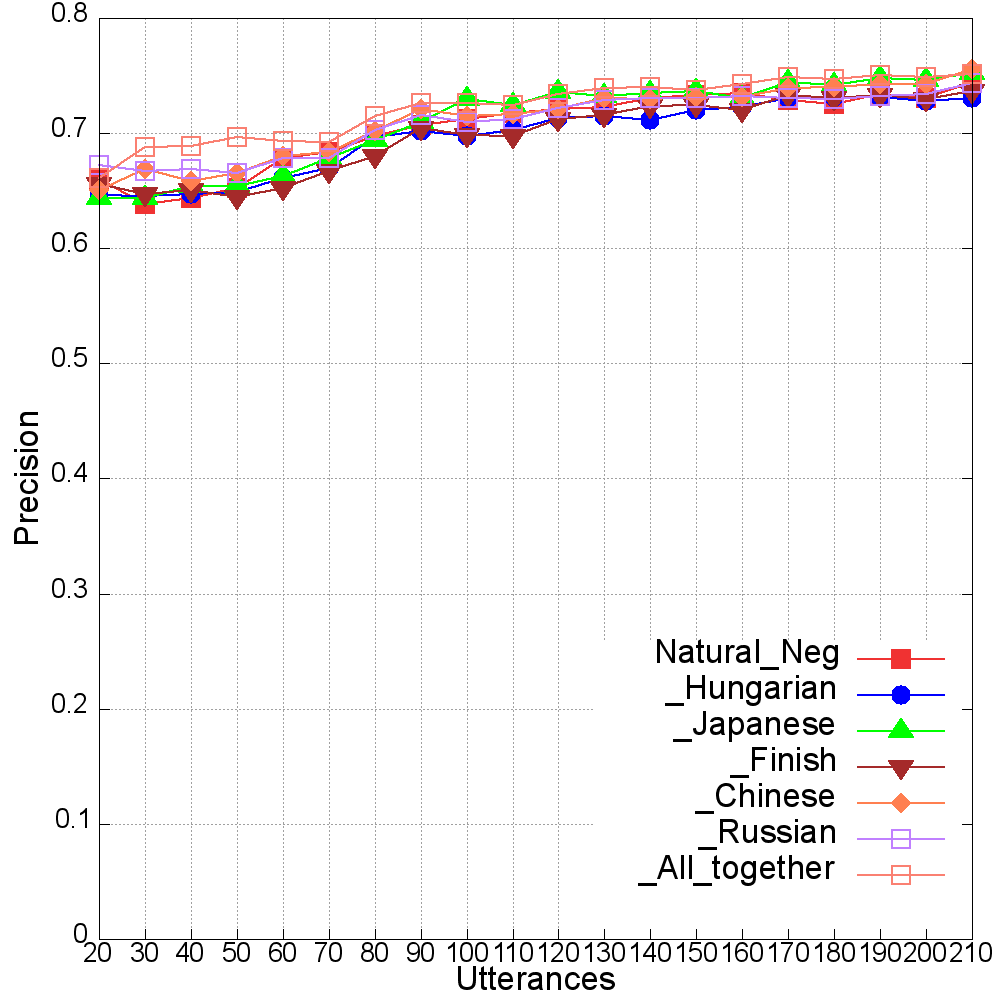 0.8
0.7
0.6
0.5
0.4
0.3
0.2
0.1
0
Precision
20 30 40 50 60 70 80 90 100 110 120 130 140 150 160 170 180 190 200 210
Utterances
Natural_Neg
_Hungarian
_Japanese
_Finish
_Chinese
_Russian
_All_together